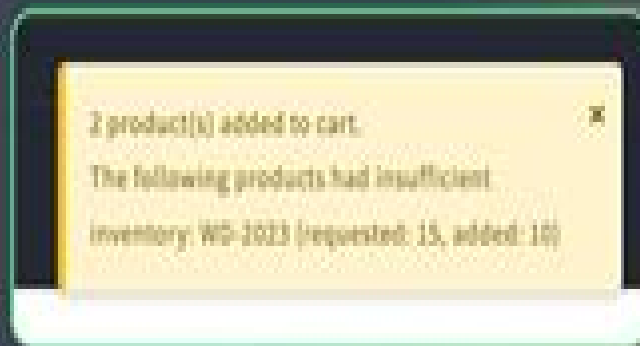 2 product(s) added to cart.
The following products had insufficient
inventory: WD-2023 (requested: 15, added: 10)